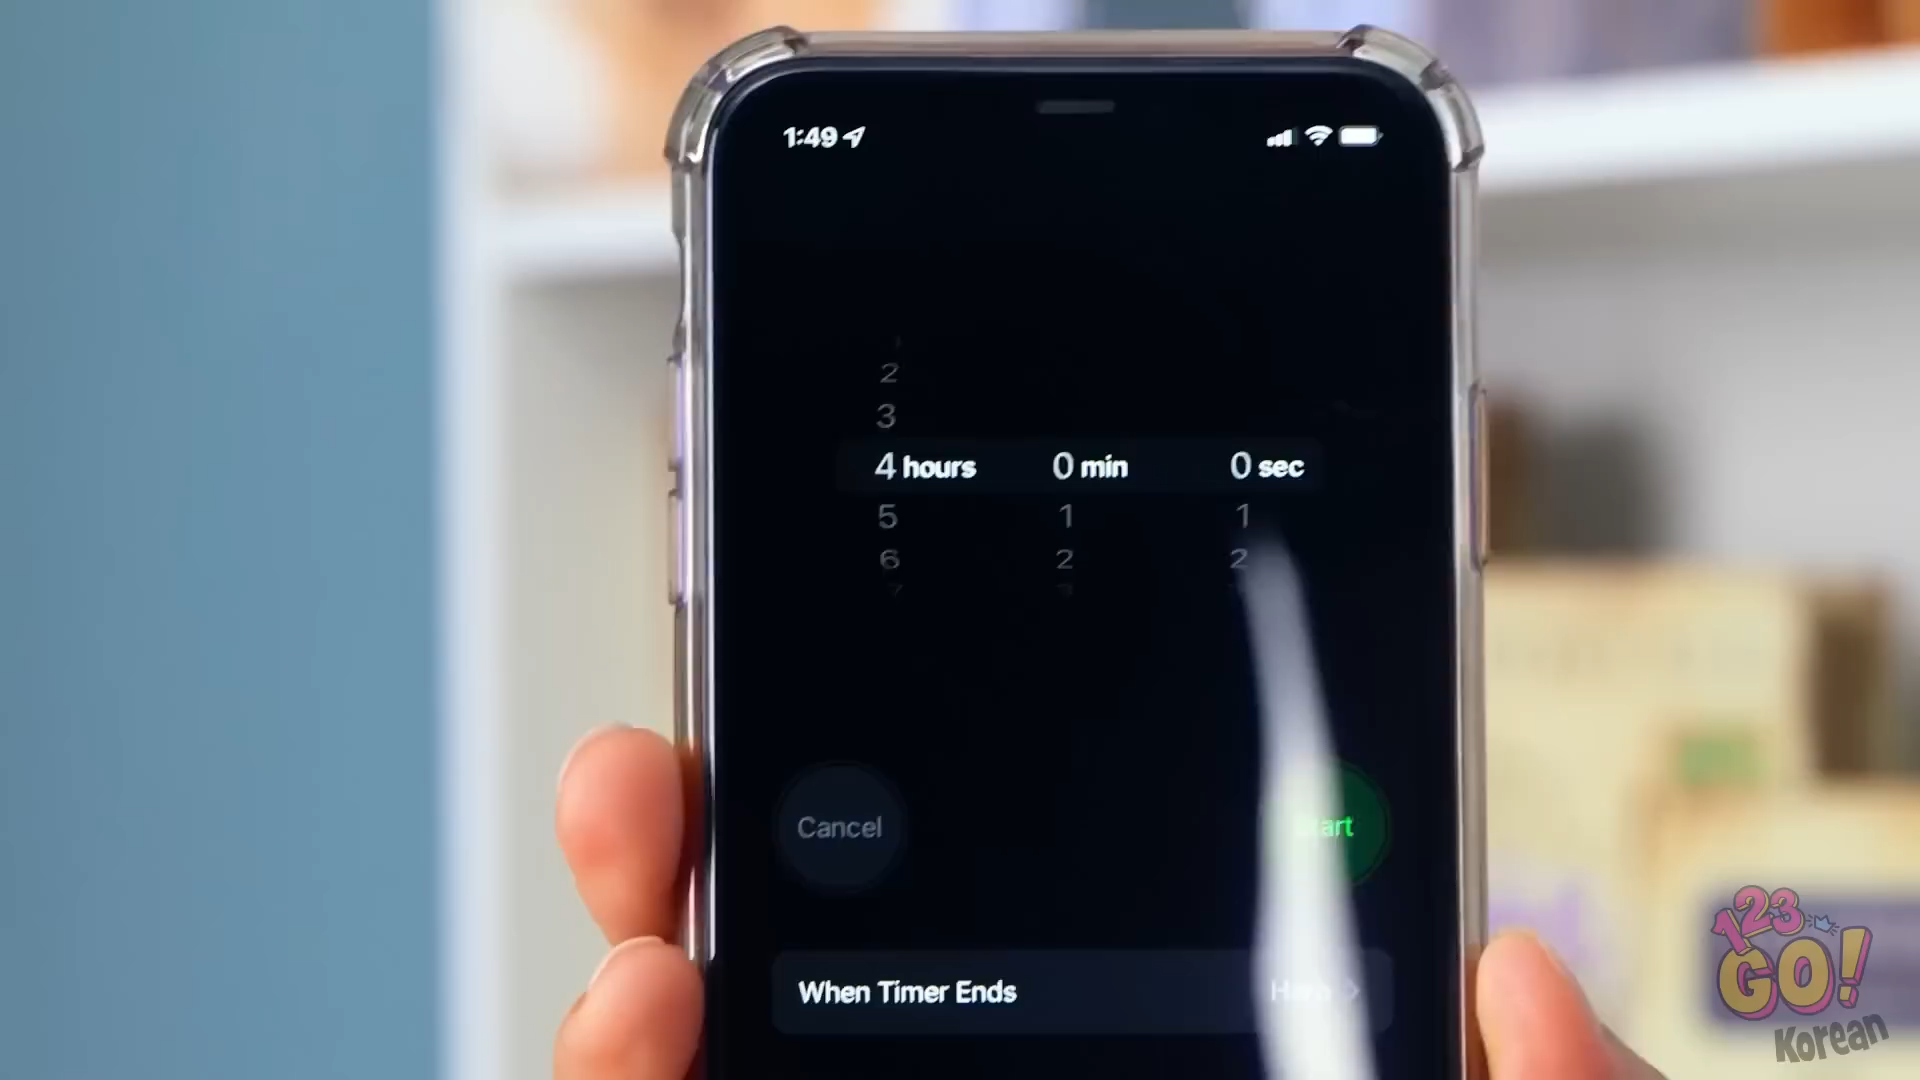 1:49
2
3
4 hours 0 min 0 sec
5 1 1
6 2 2
Cancel
When Timer Ends
123 GO!
Korean